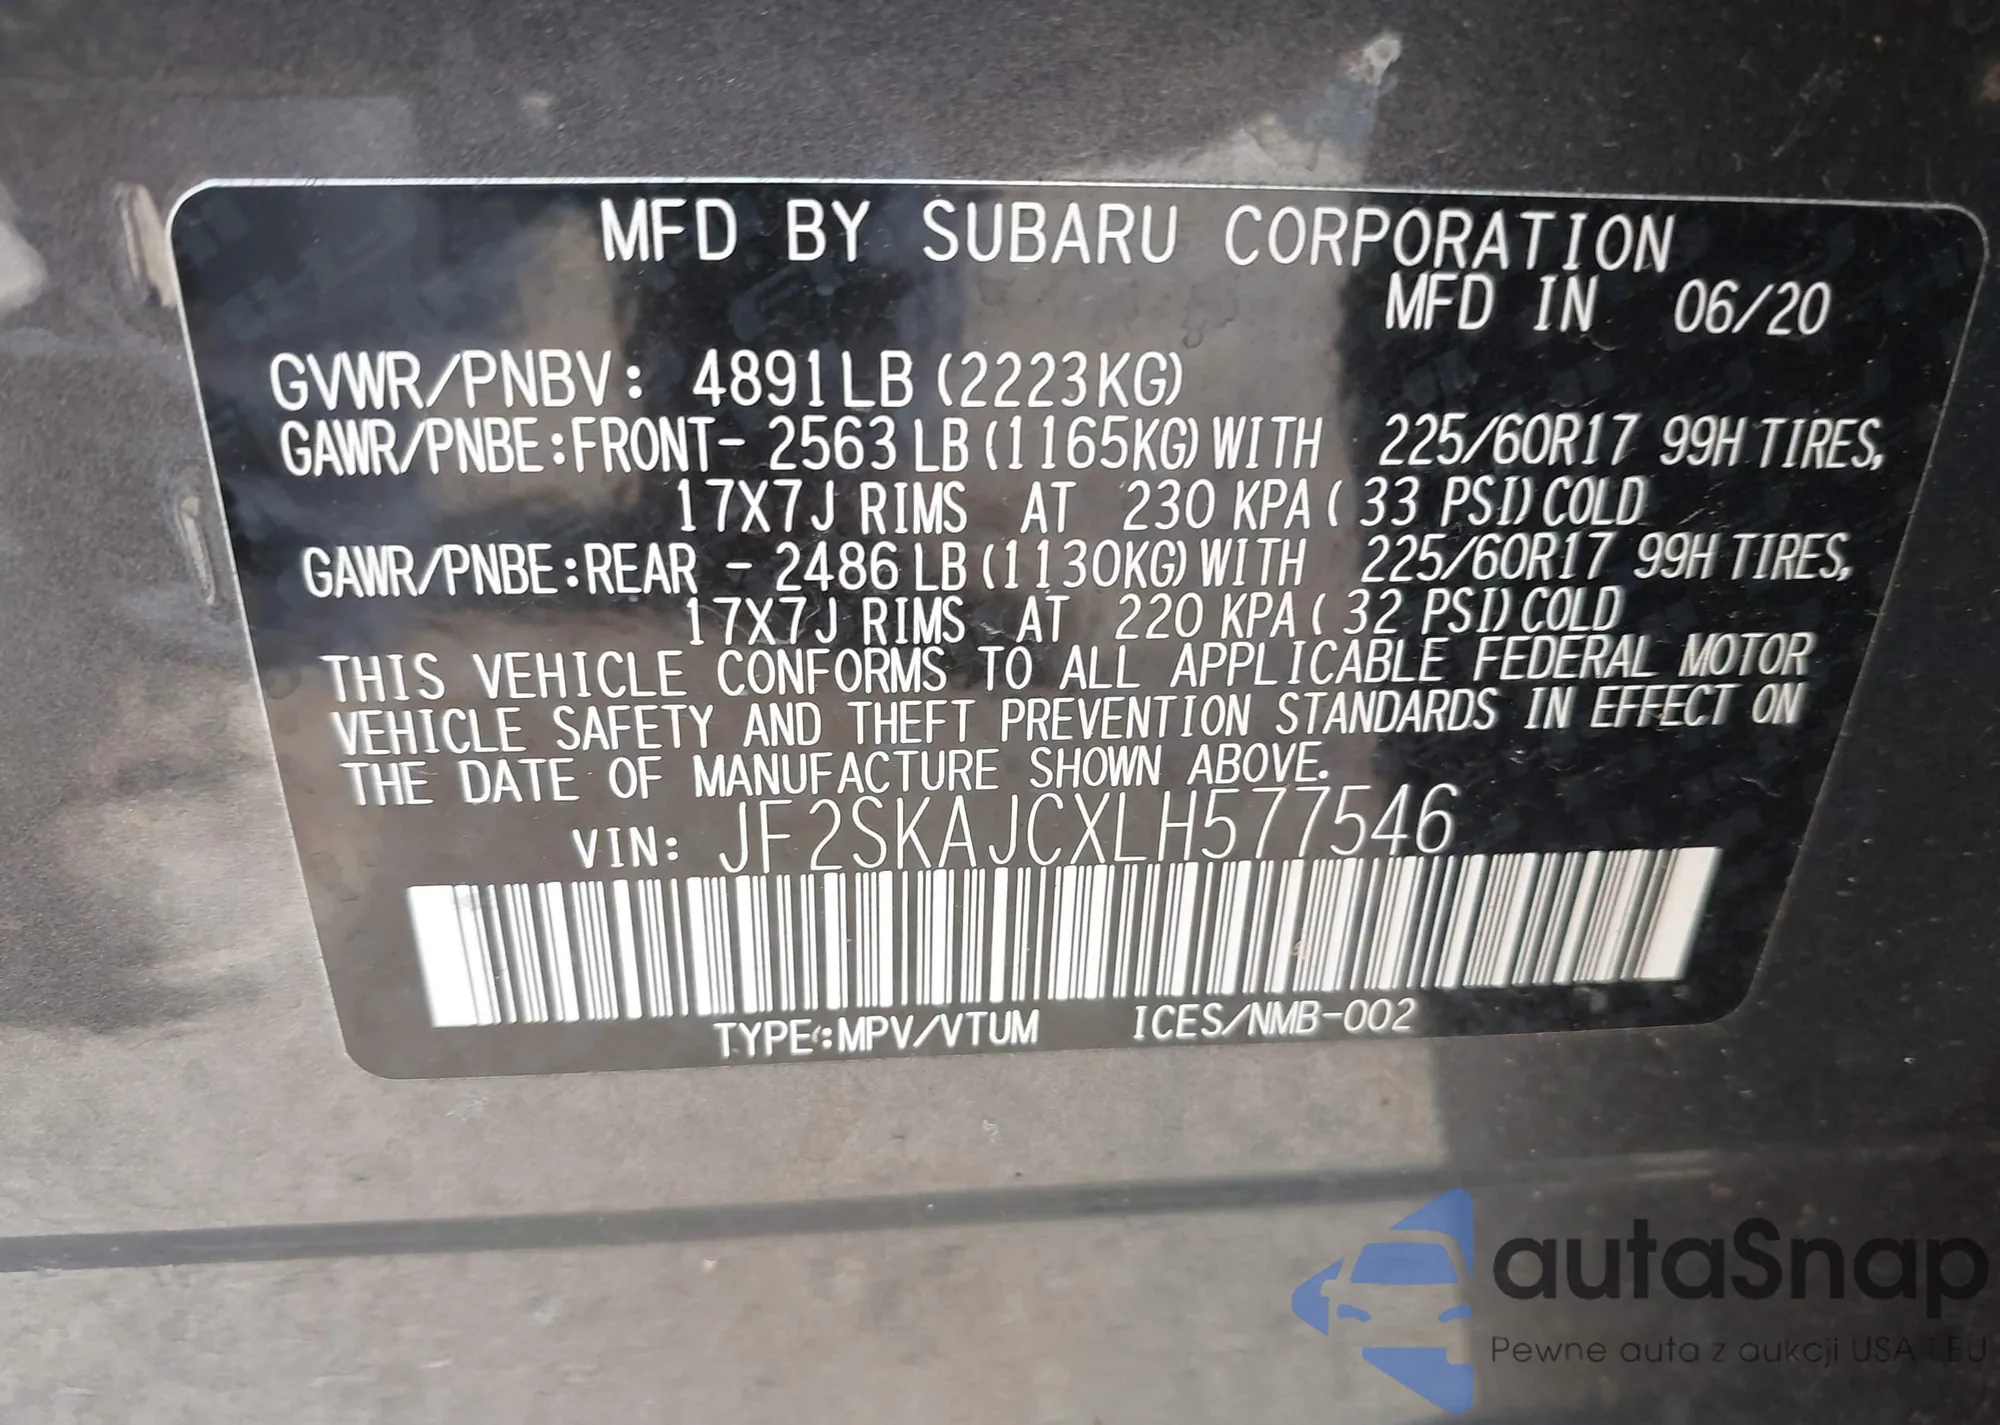 MFD BY SUBARU CORPORATION
MFD IN 06/20
GVWR/PNBV: 4891LB (2223KG)
GAWR/PNBE:FRONT- 2563 LB (1165KG) WITH 225/60R17 99H TIRES,
17X7J RIMS AT 230 KPA ( 33 PSI) COLD
GAWR/PNBE:REAR - 2486 LB (1130KG) WITH 225/60R17 99H TIRES,
17X7J RIMS AT 220 KPA ( 32 PSI) COLD
THIS VEHICLE CONFORMS TO ALL APPLICABLE FEDERAL MOTOR
VEHICLE SAFETY AND THEFT PREVENTION STANDARDS IN EFFECT ON
THE DATE OF MANUFACTURE SHOWN ABOVE.
VIN: JF2SKAJCXLH577546
TYPE:MPV/VTUM ICES/NMB-002
autaSnap
Pewne auta z aukcji USA i EU